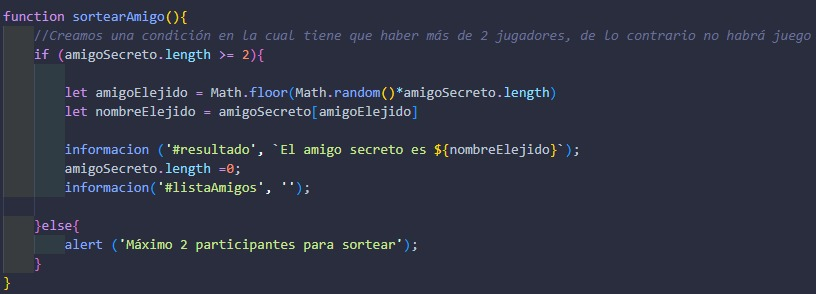 function sortearAmigo(){
//Creamos una condición en la cual tiene que haber más de 2 jugadores, de lo contrario no habrá juego
if (amigoSecreto.length >= 2){
let amigoElejido = Math.floor(Math.random()*amigoSecreto.length)
let nombreElejido = amigoSecreto[amigoElejido]
informacion ('#resultado', `El amigo secreto es ${nombreElejido}`);
amigoSecreto.length =0;
informacion('#listaAmigos', '');
}else{
alert ('Máximo 2 participantes para sortear');
}
}